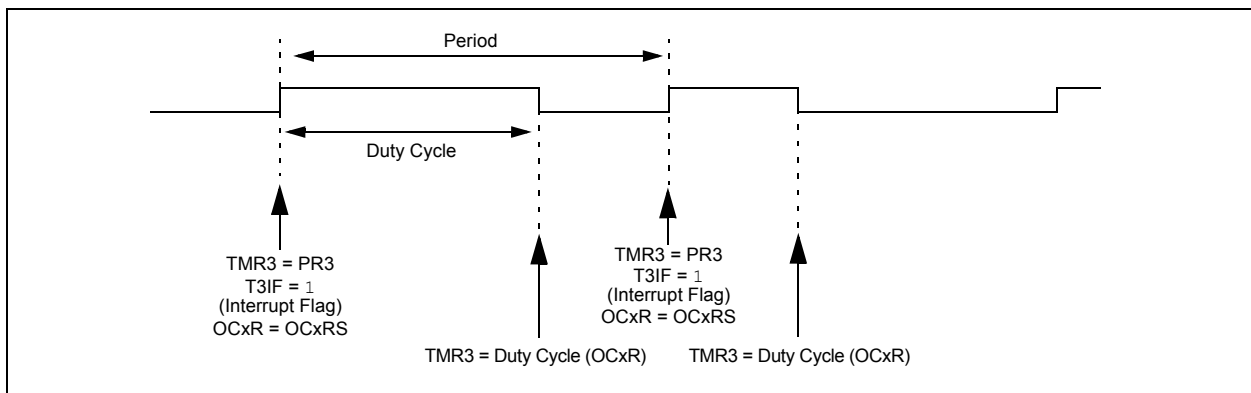 Period
Duty Cycle
TMR3 = PR3
T3IF = 1
(Interrupt Flag)
OCxR = OCxRS
TMR3 = Duty Cycle (OCxR)
TMR3 = PR3
T3IF = 1
(Interrupt Flag)
OCxR = OCxRS
TMR3 = Duty Cycle (OCxR)